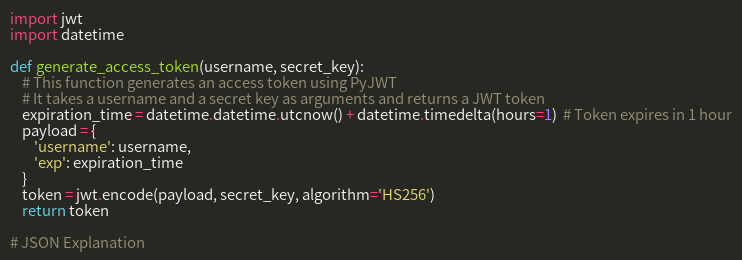 import jwt
import datetime

def generate_access_token(username, secret_key):
    # This function generates an access token using PyJWT
    # It takes a username and a secret key as arguments and returns a JWT token
    expiration_time = datetime.datetime.utcnow() + datetime.timedelta(hours=1)  # Token expires in 1 hour
    payload = {
        'username': username,
        'exp': expiration_time
    }
    token = jwt.encode(payload, secret_key, algorithm='HS256')
    return token

# JSON Explanation